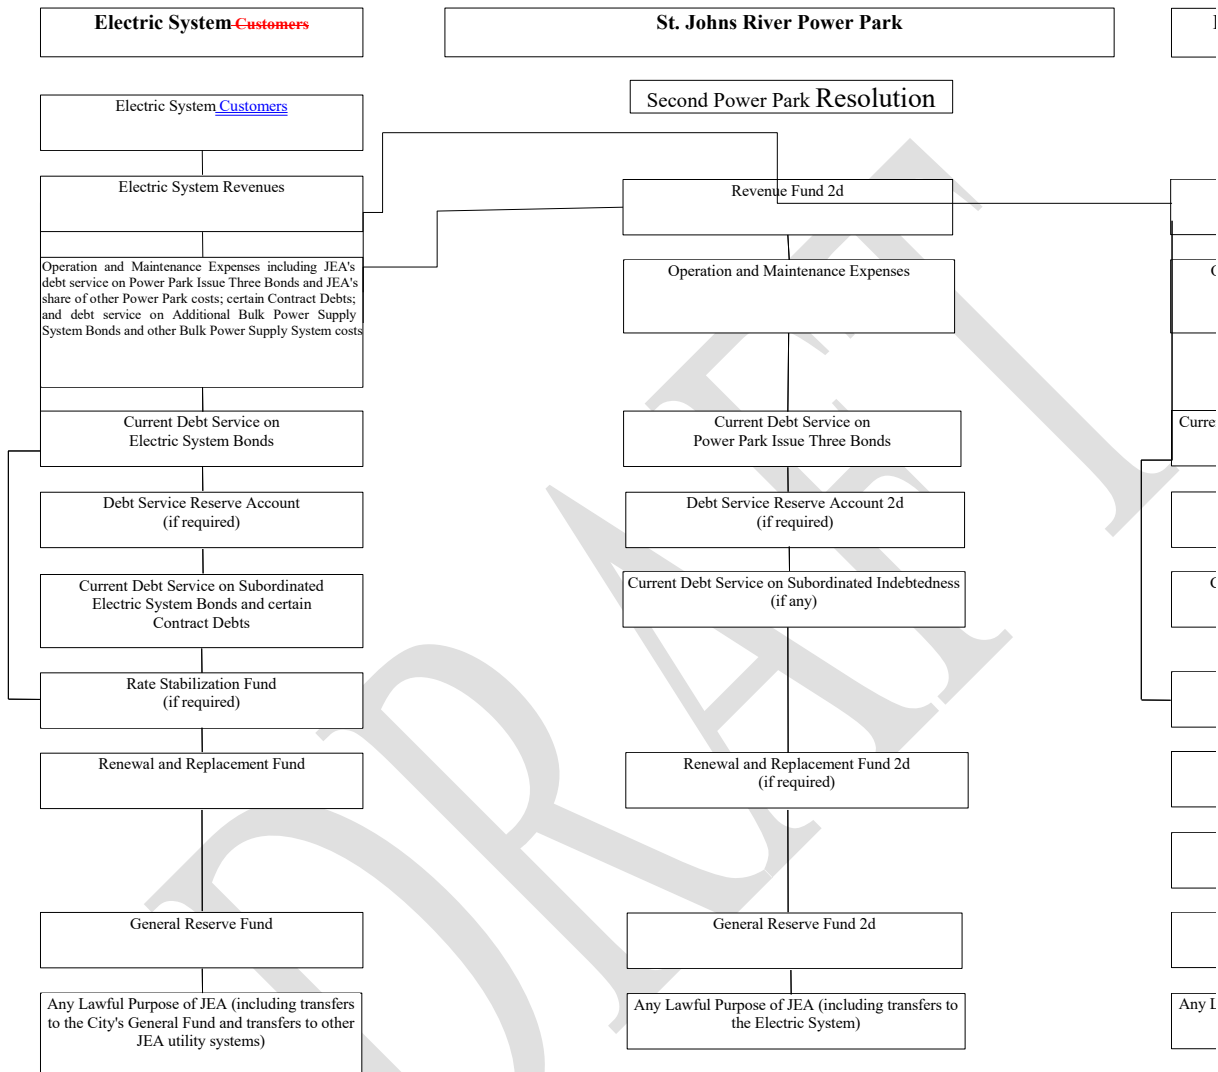 Electric System Customers
St. Johns River Power Park
Second Power Park Resolution
Electric System Customers
Electric System Revenues
Operation and Maintenance Expenses including JEA's
debt service on Power Park Issue Three Bonds and JEA's
share of other Power Park costs; certain Contract Debts;
and debt service on Additional Bulk Power Supply
System Bonds and other Bulk Power Supply System costs
Current Debt Service on
Electric System Bonds
Debt Service Reserve Account
(if required)
Current Debt Service on Subordinated
Electric System Bonds and certain
Contract Debts
Rate Stabilization Fund
(if required)
Renewal and Replacement Fund
General Reserve Fund
Any Lawful Purpose of JEA (including transfers
to the City's General Fund and transfers to other
JEA utility systems)
Revenue Fund 2d
Operation and Maintenance Expenses
Current Debt Service on
Power Park Issue Three Bonds
Debt Service Reserve Account 2d
(if required)
Current Debt Service on Subordinated Indebtedness
(if any)
Renewal and Replacement Fund 2d
(if required)
General Reserve Fund 2d
Any Lawful Purpose of JEA (including transfers to
the Electric System)
Any
DRAFT